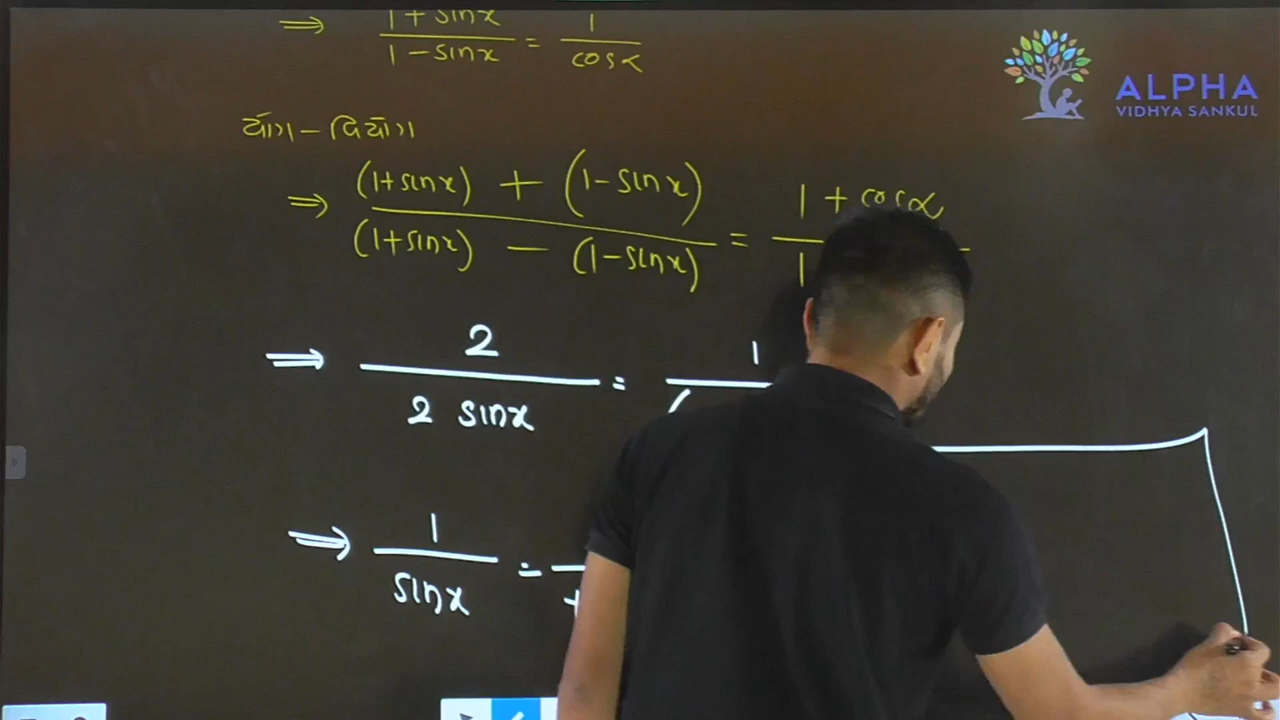 ⇒ 1 + sinx / 1 - sinx = 1 / cosα
ALPHA
VIDHYA SANKUL
યોગ - વિયોગ
⇒ (1+sinx) + (1-sinx) / (1+sinx) - (1-sinx) = 1 + cosα / 1
⇒ 2 / 2 sinx = 1 / (
⇒ 1 / sinx =